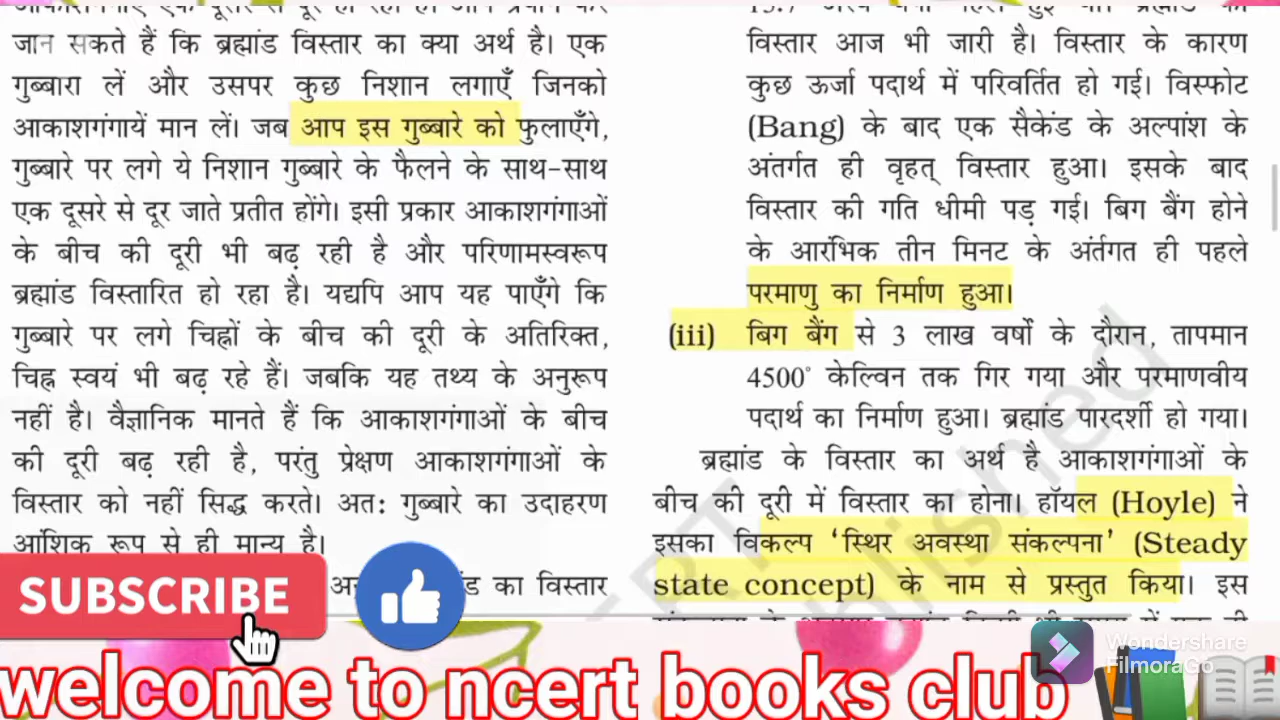 जान सकते हैं कि ब्रह्मांड विस्तार का क्या अर्थ है। एक
गुब्बारा लें और उसपर कुछ निशान लगाएँ जिनको
आकाशगंगायें मान लें। जब आप इस गुब्बारे को फुलाएँगे,
गुब्बारे पर लगे ये निशान गुब्बारे के फैलने के साथ-साथ
एक दूसरे से दूर जाते प्रतीत होंगे। इसी प्रकार आकाशगंगाओं
के बीच की दूरी भी बढ़ रही है और परिणामस्वरूप
ब्रह्मांड विस्तारित हो रहा है। यद्यपि आप यह पाएँगे कि
गुब्बारे पर लगे चिह्नों के बीच की दूरी के अतिरिक्त,
चिह्न स्वयं भी बढ़ रहे हैं। जबकि यह तथ्य के अनुरूप
नहीं है। वैज्ञानिक मानते हैं कि आकाशगंगाओं के बीच
की दूरी बढ़ रही है, परंतु प्रेक्षण आकाशगंगाओं के
विस्तार को नहीं सिद्ध करते। अत: गुब्बारे का उदाहरण
आंशिक रूप से ही मान्य है।
का विस्तार
विस्तार आज भी जारी है। विस्तार के कारण
कुछ ऊर्जा पदार्थ में परिवर्तित हो गई। विस्फोट
(Bang) के बाद एक सैकेंड के अल्पांश के
अंतर्गत ही वृहत् विस्तार हुआ। इसके बाद
विस्तार की गति धीमी पड़ गई। बिग बैंग होने
के आरंभिक तीन मिनट के अंर्तगत ही पहले
परमाणु का निर्माण हुआ।
(iii) बिग बैंग से 3 लाख वर्षों के दौरान, तापमान
4500° केल्विन तक गिर गया और परमाणवीय
पदार्थ का निर्माण हुआ। ब्रह्मांड पारदर्शी हो गया।
ब्रह्मांड के विस्तार का अर्थ है आकाशगंगाओं के
बीच की दूरी में विस्तार का होना। हॉयल (Hoyle) ने
इसका विकल्प ‘स्थिर अवस्था संकल्पना’ (Steady
state concept) के नाम से प्रस्तुत किया। इस
SUBSCRIBE
Wondershare
FilmoraGo
welcome to ncert books club